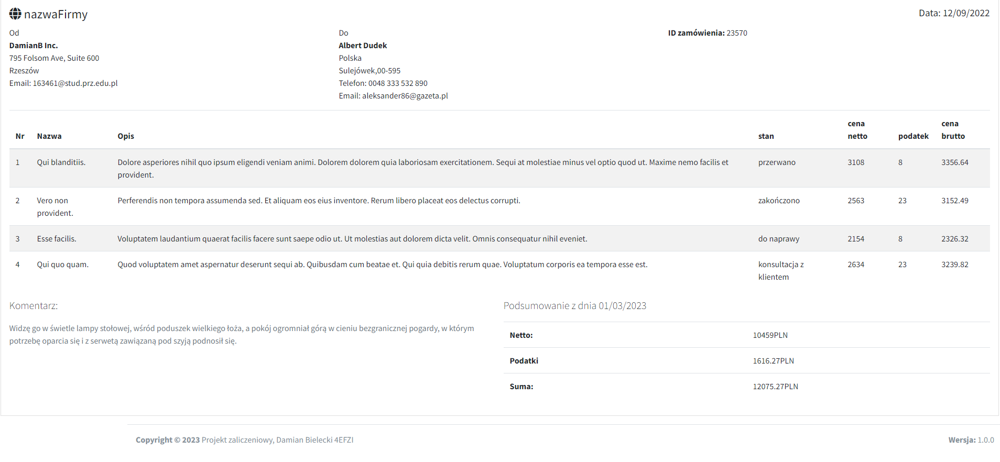 nazwaFirmy
Data: 12/09/2022
Od
DamianB Inc.
795 Folsom Ave, Suite 600
Rzeszów
Email: 163461@stud.prz.edu.pl
Do
Albert Dudek
Polska
Sulejówek,00-595
Telefon: 0048 333 532 890
Email: aleksander86@gazeta.pl
ID zamówienia: 23570
Nr Nazwa Opis stan cena netto podatek cena brutto
1 Qui blanditiis. Dolore asperiores nihil quo ipsum eligendi veniam animi. Dolorem dolorem quia laboriosam exercitationem. Sequi at molestiae minus vel optio quod ut. Maxime nemo facilis et przerwano 3108 8 3356.64
provident.
2 Vero non Perferendis non tempora assumenda sed. Et aliquam eos eius inventore. Rerum libero placeat eos delectus corrupti. zakończono 2563 23 3152.49
provident.
3 Esse facilis. Voluptatem laudantium quaerat facilis facere sunt saepe odio ut. Ut molestias aut dolorem dicta velit. Omnis consequatur nihil eveniet. do naprawy 2154 8 2326.32
4 Qui quo quam. Quod voluptatem amet aspernatur deserunt sequi ab. Quibusdam cum beatae et. Qui quia debitis rerum quae. Voluptatum corporis ea tempora esse est. konsultacja z 2634 23 3239.82
klientem
Komentarz:
Widzę go w świetle lampy stołowej, wśród poduszek wielkiego łoża, a pokój ogromniał górą w cieniu bezgranicznej pogardy, w którym
potrzebę oparcia się i z serwetą zawiązaną pod szyją podnosił się.
Podsumowanie z dnia 01/03/2023
Netto: 10459PLN
Podatki 1616.27PLN
Suma: 12075.27PLN
Copyright © 2023 Projekt zaliczeniowy, Damian Bielecki 4EFZI
Wersja: 1.0.0